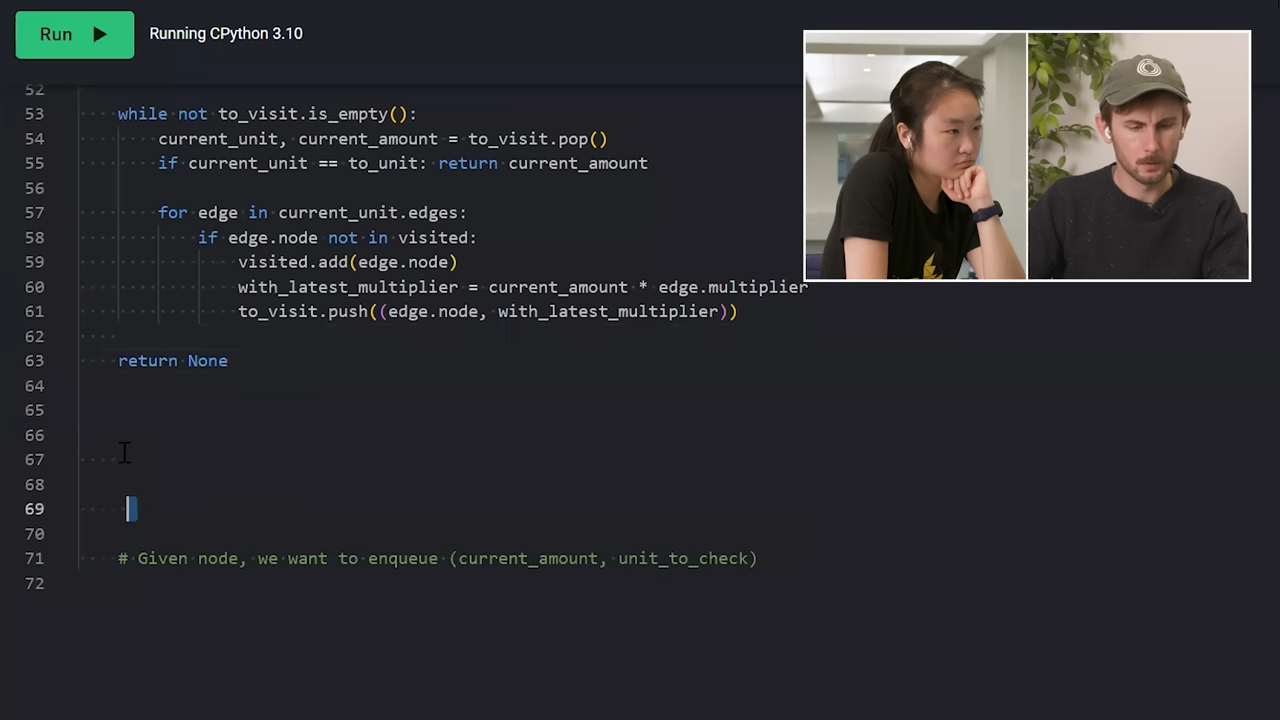 Run
Running CPython 3.10
52
53 while not to_visit.is_empty():
54 current_unit, current_amount = to_visit.pop()
55 if current_unit == to_unit: return current_amount
56
57 for edge in current_unit.edges:
58 if edge.node not in visited:
59 visited.add(edge.node)
60 with_latest_multiplier = current_amount * edge.multiplier
61 to_visit.push((edge.node, with_latest_multiplier))
62
63 return None
64
65
66
67
68
69
70
71 # Given node, we want to enqueue (current_amount, unit_to_check)
72